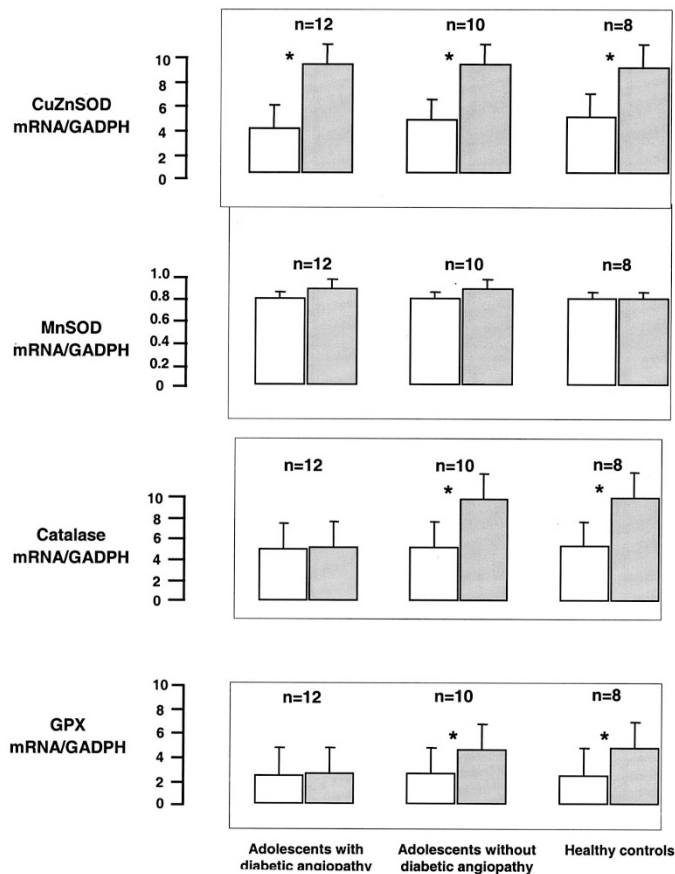 n=12 n=10 n=8
* * *
CuZnSOD
mRNA/GADPH
10
8
6
4
2
0
n=12 n=10 n=8
MnSOD
mRNA/GADPH
1.0
0.8
0.6
0.4
0.2
0
n=12 n=10 n=8
* *
Catalase
mRNA/GADPH
10
8
6
4
2
0
n=12 n=10 n=8
* *
GPX
mRNA/GADPH
10
8
6
4
2
0
Adolescents with
diabetic angiopathy
Adolescents without
diabetic angiopathy
Healthy controls